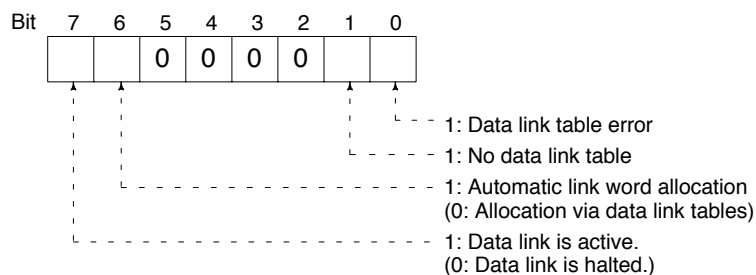 Bit 7 6 5 4 3 2 1 0
0 0 0 0
1: Data link table error
1: No data link table
1: Automatic link word allocation
(0: Allocation via data link tables)
1: Data link is active.
(0: Data link is halted.)